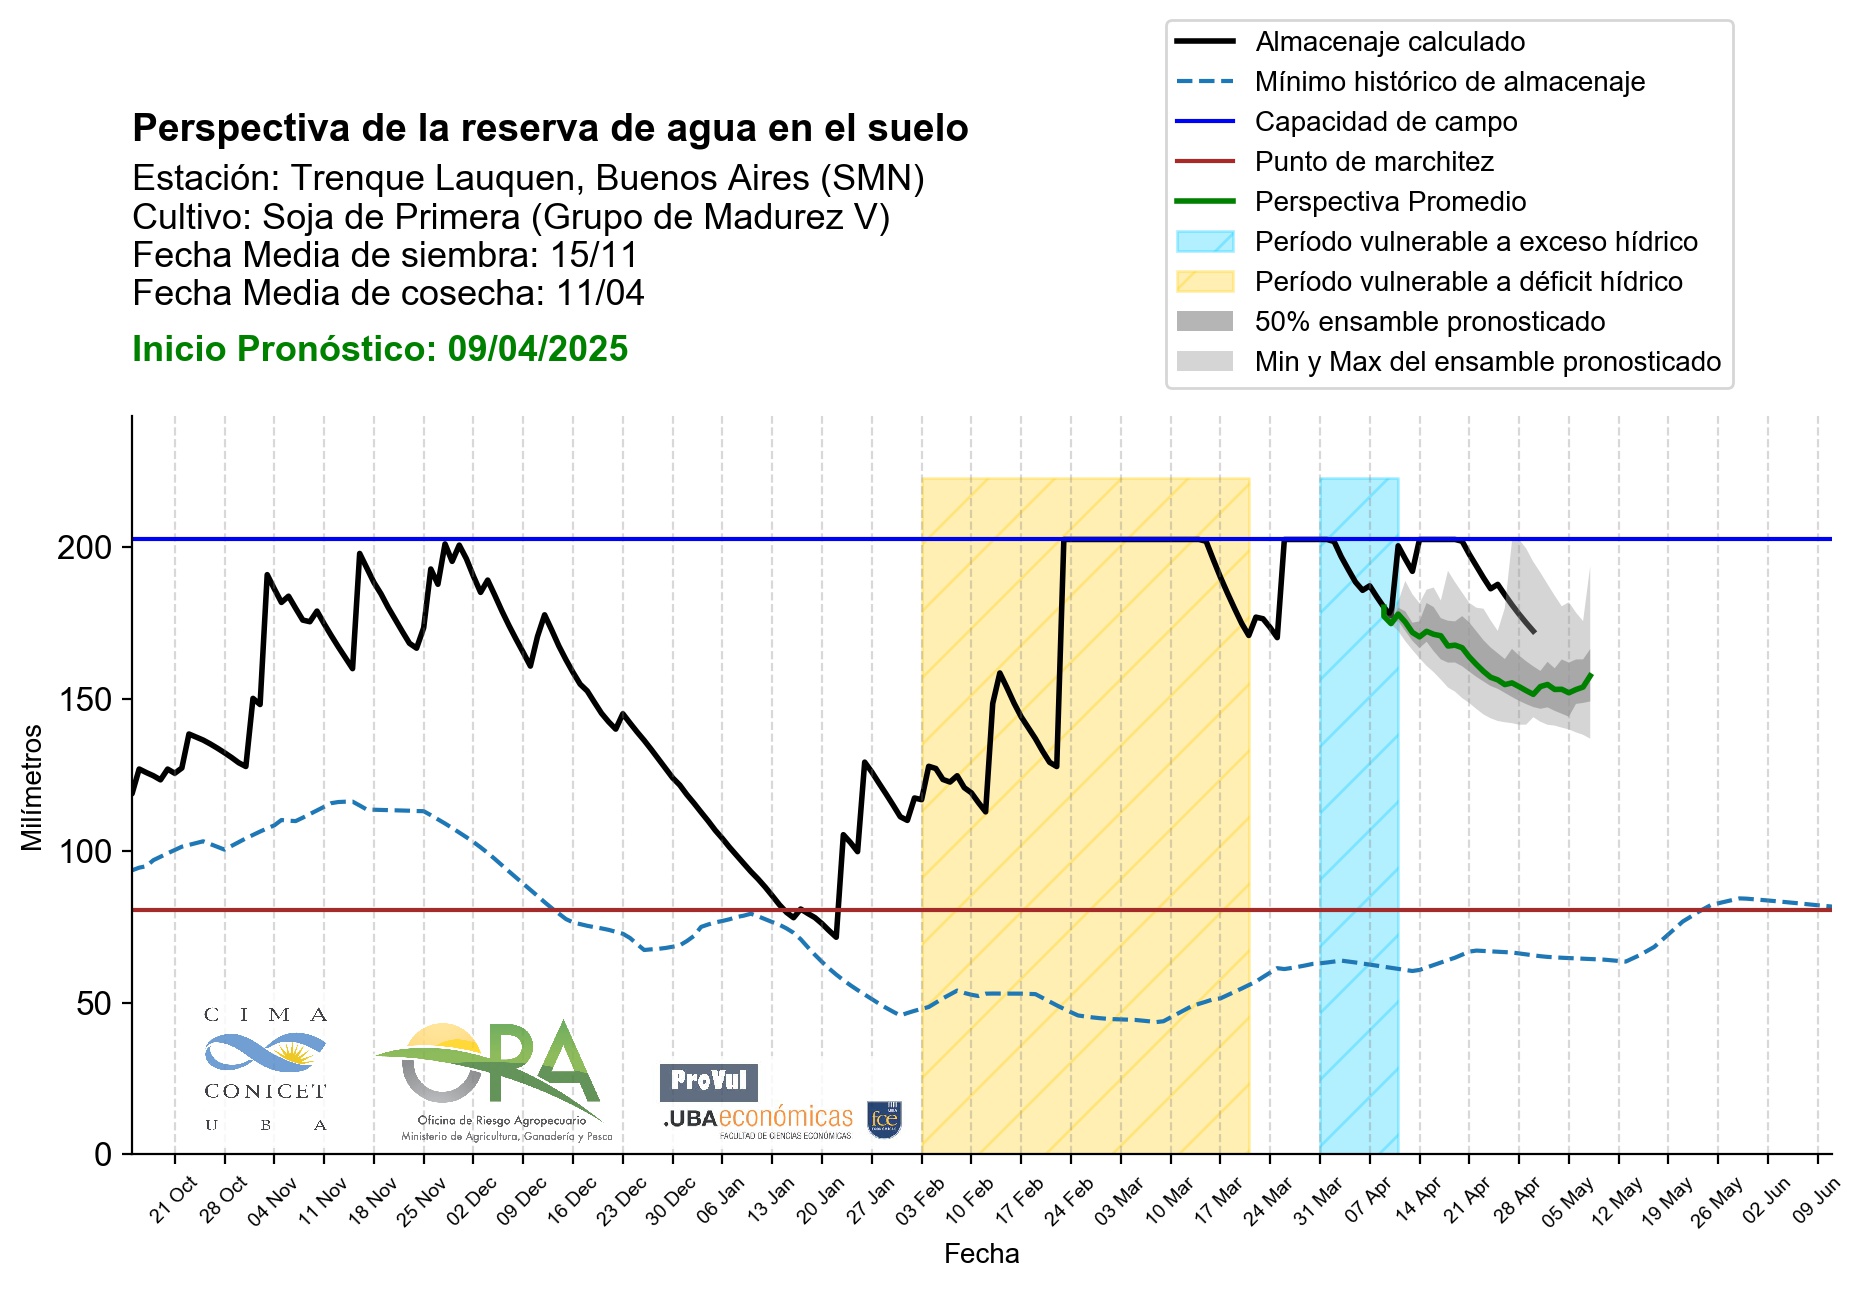 Almacenaje calculado
Mínimo histórico de almacenaje
Capacidad de campo
Punto de marchitez
Perspectiva Promedio
Período vulnerable a exceso hídrico
Período vulnerable a déficit hídrico
50% ensamble pronosticado
Min y Max del ensamble pronosticado
Perspectiva de la reserva de agua en el suelo
Estación: Trenque Lauquen, Buenos Aires (SMN)
Cultivo: Soja de Primera (Grupo de Madurez V)
Fecha Media de siembra: 15/11
Fecha Media de cosecha: 11/04
Inicio Pronóstico: 09/04/2025
200
150
100
50
0
Milímetros
CIMA
CONICET
UBA
ORA
Oficina de Riesgo Agropecuario
Ministerio de Agricultura, Ganadería y Pesca
ProVul
.UBAeconómicas
FACULTAD DE CIENCIAS ECONÓMICAS
UBA
fce
ECONÓMICAS
21 Oct
28 Oct
04 Nov
11 Nov
18 Nov
25 Nov
02 Dec
09 Dec
16 Dec
23 Dec
30 Dec
06 Jan
13 Jan
20 Jan
27 Jan
03 Feb
10 Feb
17 Feb
24 Feb
03 Mar
10 Mar
17 Mar
24 Mar
31 Mar
07 Apr
14 Apr
21 Apr
28 Apr
05 May
12 May
19 May
26 May
02 Jun
09 Jun
Fecha